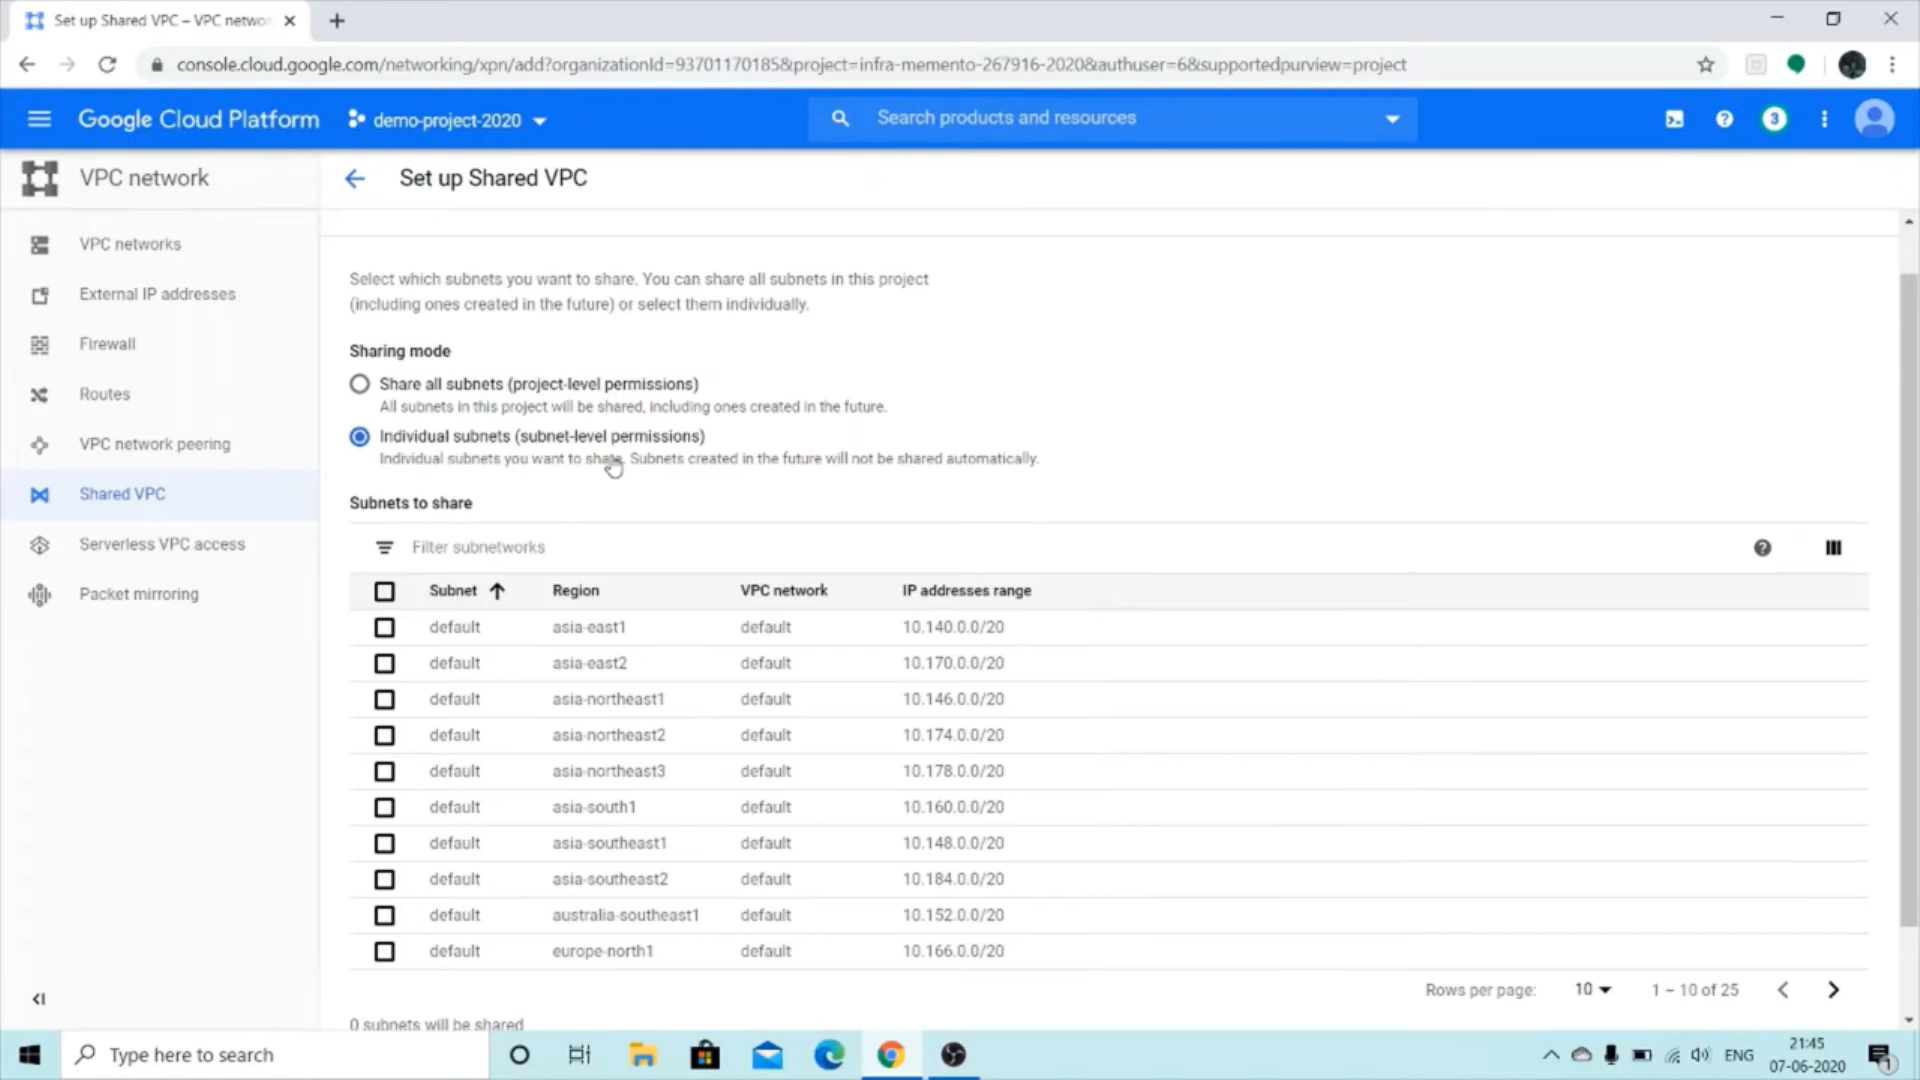 Set up Shared VPC – VPC netwo
console.cloud.google.com/networking/xpn/add?organizationId=93701170185&project=infra-memento-267916-2020&authuser=6&supportedpurview=project
Google Cloud Platform
demo-project-2020
Search products and resources
3
VPC network
Set up Shared VPC
VPC networks
External IP addresses
Firewall
Routes
VPC network peering
Shared VPC
Serverless VPC access
Packet mirroring
Select which subnets you want to share. You can share all subnets in this project
(including ones created in the future) or select them individually.
Sharing mode
Share all subnets (project-level permissions)
All subnets in this project will be shared, including ones created in the future.
Individual subnets (subnet-level permissions)
Individual subnets you want to share. Subnets created in the future will not be shared automatically.
Subnets to share
Filter subnetworks
Subnet Region VPC network IP addresses range
default asia-east1 default 10.140.0.0/20
default asia-east2 default 10.170.0.0/20
default asia-northeast1 default 10.146.0.0/20
default asia-northeast2 default 10.174.0.0/20
default asia-northeast3 default 10.178.0.0/20
default asia-south1 default 10.160.0.0/20
default asia-southeast1 default 10.148.0.0/20
default asia-southeast2 default 10.184.0.0/20
default australia-southeast1 default 10.152.0.0/20
default europe-north1 default 10.166.0.0/20
Rows per page: 10 1 – 10 of 25
0 subnets will be shared
Type here to search
ENG
21:45
07-06-2020
1